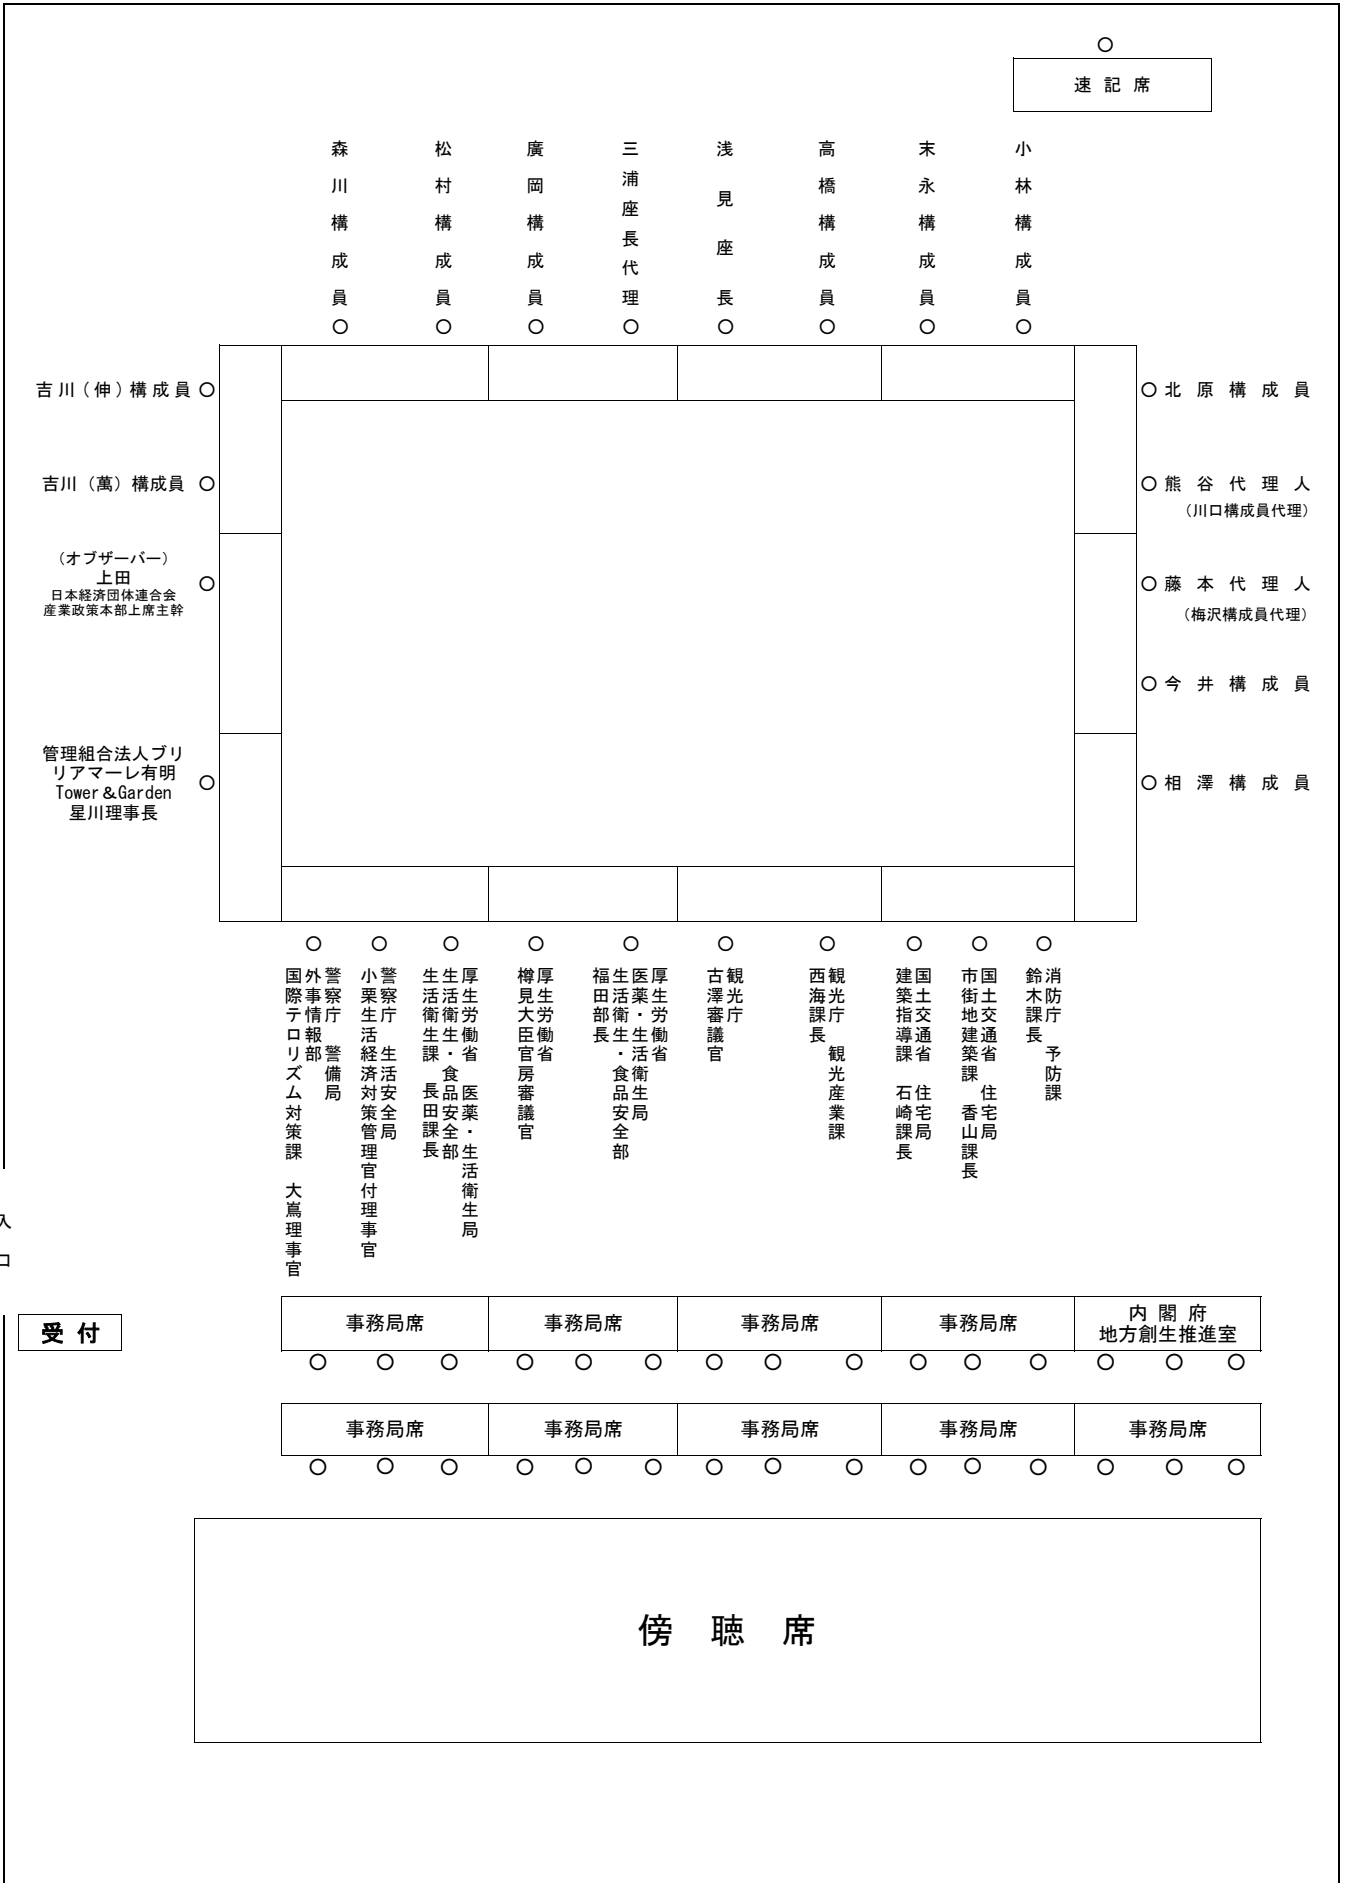 速記席
森川構成員
松村構成員
廣岡構成員
三浦座長代理
浅見座長
高橋構成員
末永構成員
小林構成員
吉川(伸)構成員
吉川（萬）構成員
（オブザーバー）
上田
日本経済団体連合会
産業政策本部上席主幹
管理組合法人ブリ
リアマーレ有明
Tower＆Garden
星川理事長
北原構成員
熊谷代理人
（川口構成員代理）
藤本代理人
（梅沢構成員代理）
今井構成員
相澤構成員
警察庁　警備局
外事情報部
国際テロリズム対策課　大嶌理事官
警察庁　生活安全局
小栗生活経済対策管理官付理事官
厚生労働省　医薬・生活衛生局
生活衛生・食品安全部
生活衛生課　長田課長
厚生労働省
樽見大臣官房審議官
厚生労働省
医薬・生活衛生局
生活衛生・食品安全部
福田部長
観光庁
古澤審議官
観光庁　観光産業課
西海課長
国土交通省　住宅局
建築指導課　石崎課長
国土交通省　住宅局
市街地建築課　香山課長
消防庁　予防課
鈴木課長
入口
受付
事務局席
事務局席
事務局席
事務局席
内閣府
地方創生推進室
事務局席
事務局席
事務局席
事務局席
事務局席
傍聴席